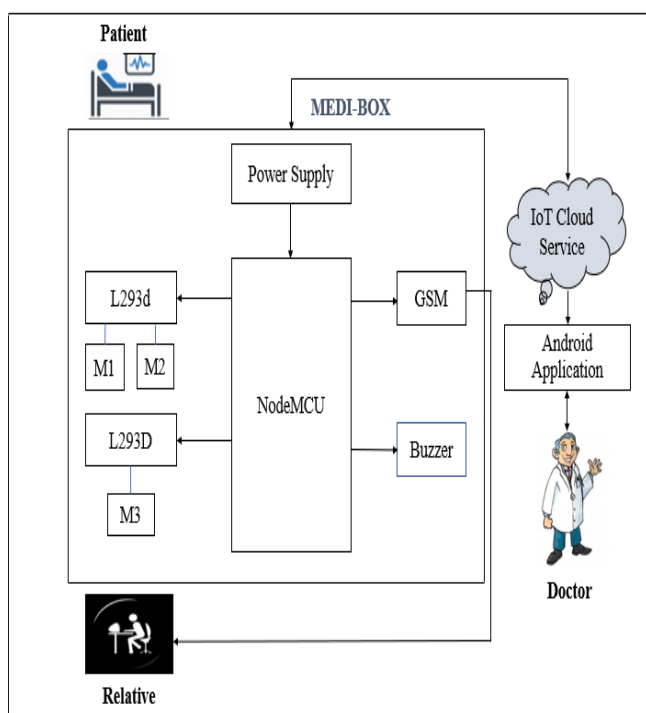 Patient
MEDI-BOX
Power Supply
IoT Cloud
Service
L293d
GSM
M1
M2
Android
Application
NodeMCU
L293D
Buzzer
M3
Doctor
Relative